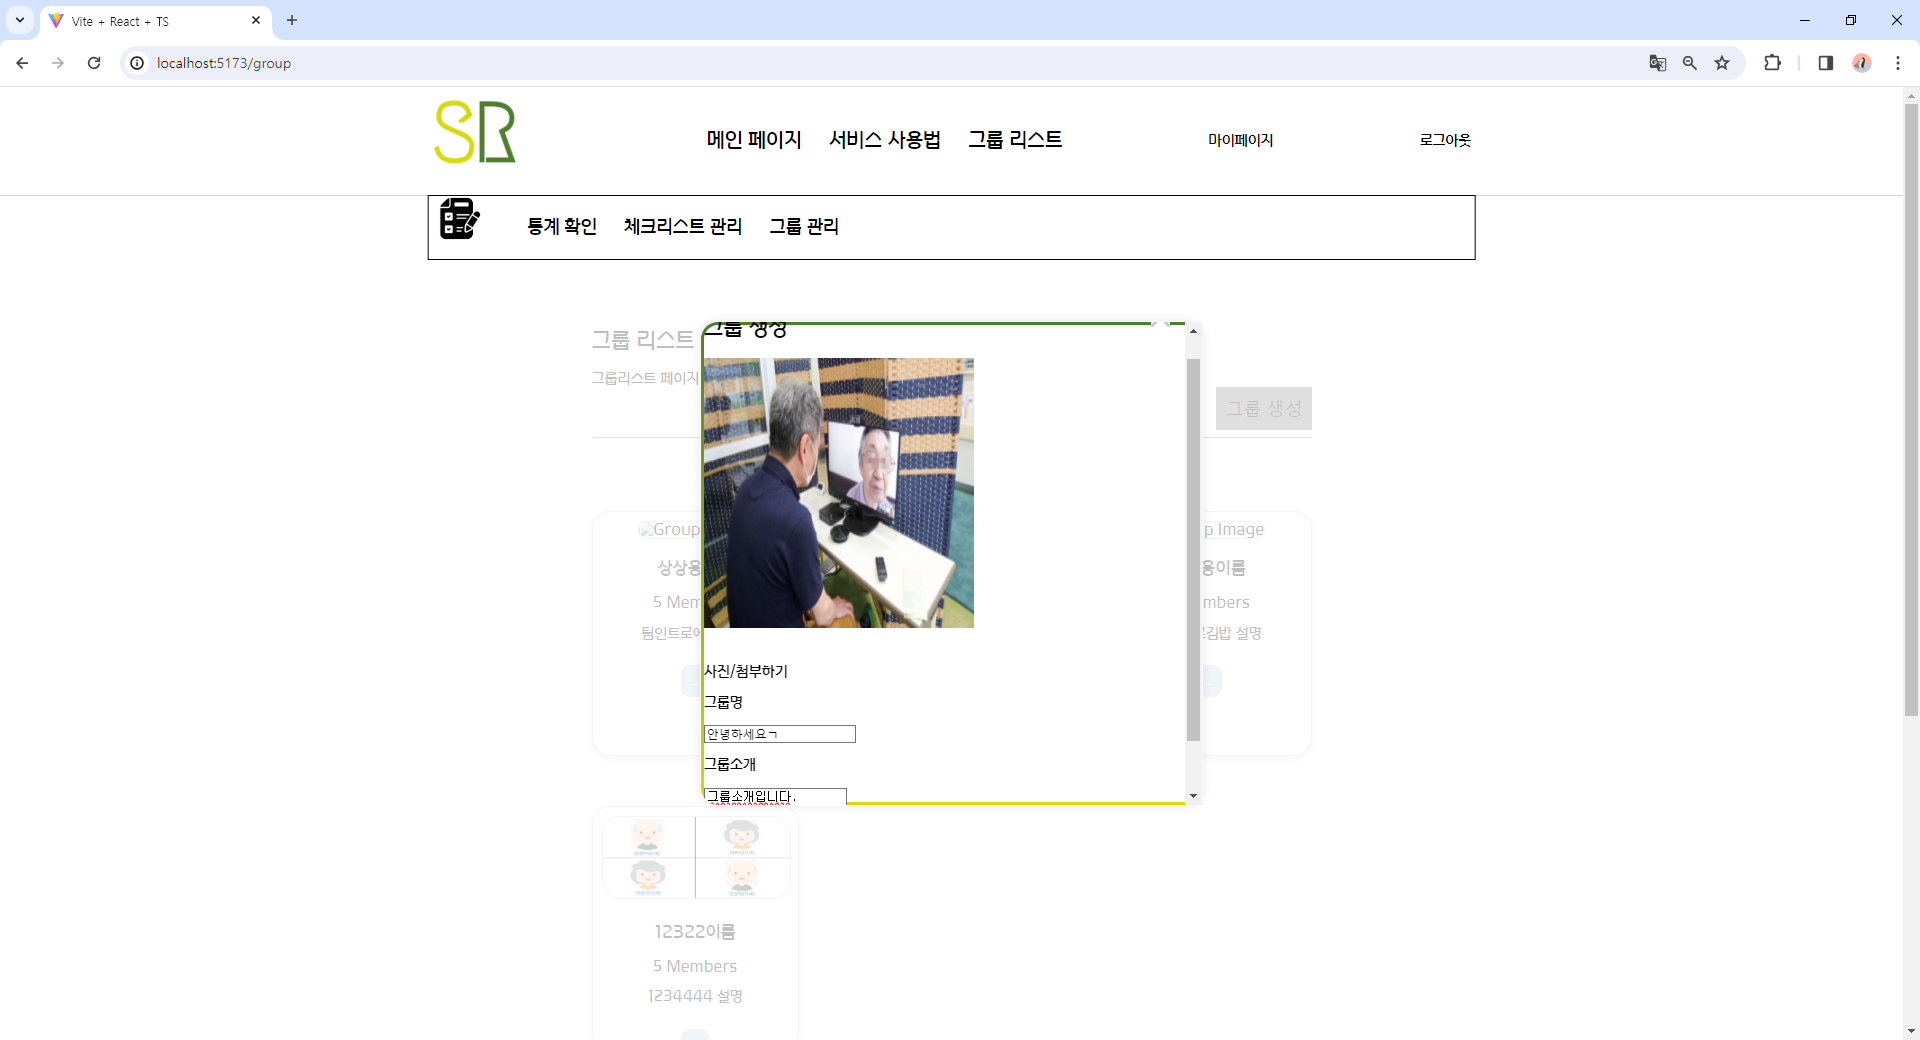 Vite + React + TS
localhost:5173/group
SR
메인 페이지 서비스 사용법 그룹 리스트 마이페이지 로그아웃
통계 확인 체크리스트 관리 그룹 관리
그룹 리스트
그룹리스트 페이지
그룹 생성
그룹 생성
사진/첨부하기
그룹명
안녕하세요ㄱ
그룹소개
그룹소개입니다.
Group
p Image
상상용
용이름
5 Mem
mbers
팀인트로
김밥 설명
12322이름
5 Members
1234444 설명